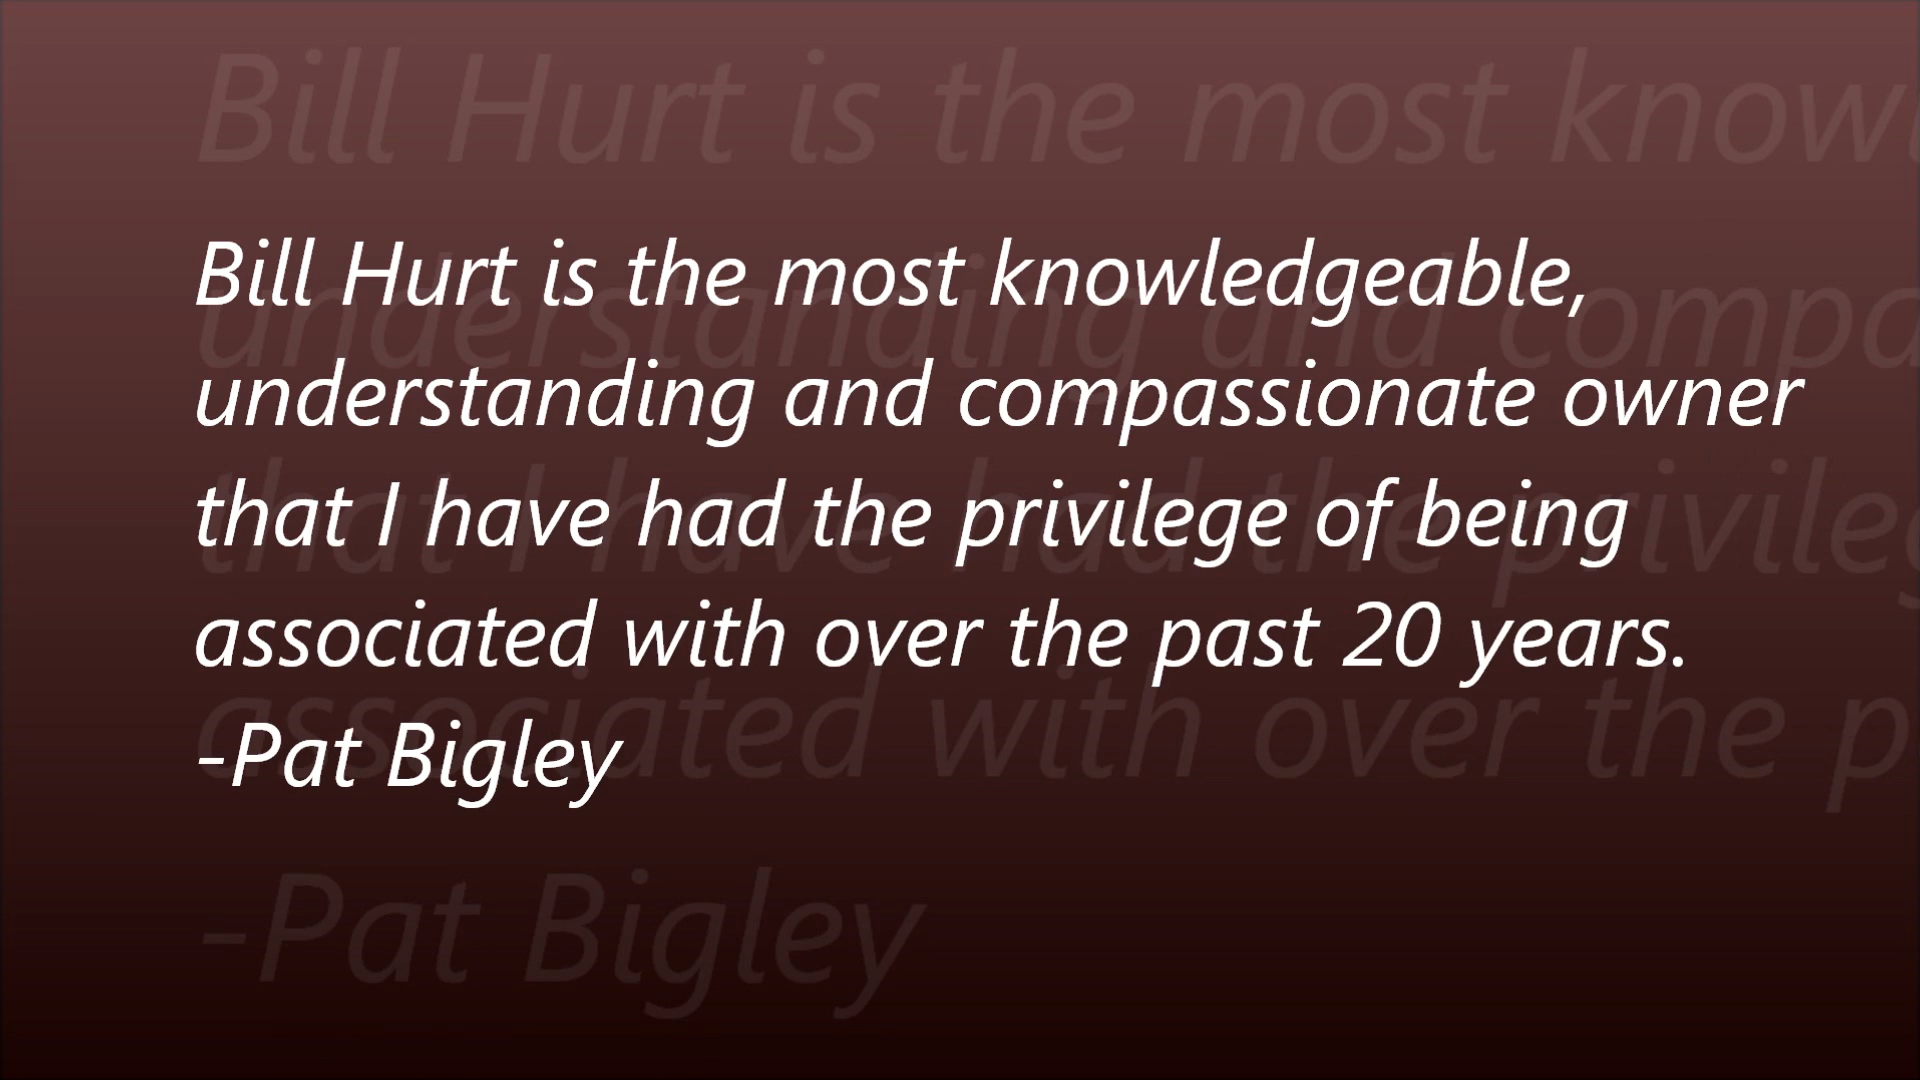 Bill Hurt is the most knowledgeable,
understanding and compassionate owner
that I have had the privilege of being
associated with over the past 20 years.
-Pat Bigley